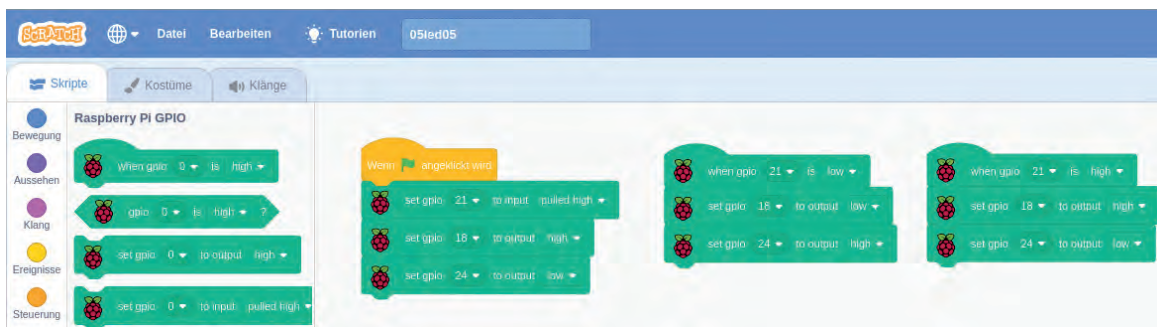 SCRATCH Datei Bearbeiten Tutorien 05led05
Skripte Kostüme Klänge
Raspberry Pi GPIO
Bewegung
Aussehen
Klang
Ereignisse
Steuerung
when gpio 0 is high
gpio 0 is high ?
set gpio 0 to output high
set gpio 0 to input pulled high
Wenn angeklickt wird
set gpio 21 to input pulled high
set gpio 18 to output high
set gpio 24 to output low
when gpio 21 is low
set gpio 18 to output low
set gpio 24 to output high
when gpio 21 is high
set gpio 18 to output high
set gpio 24 to output low